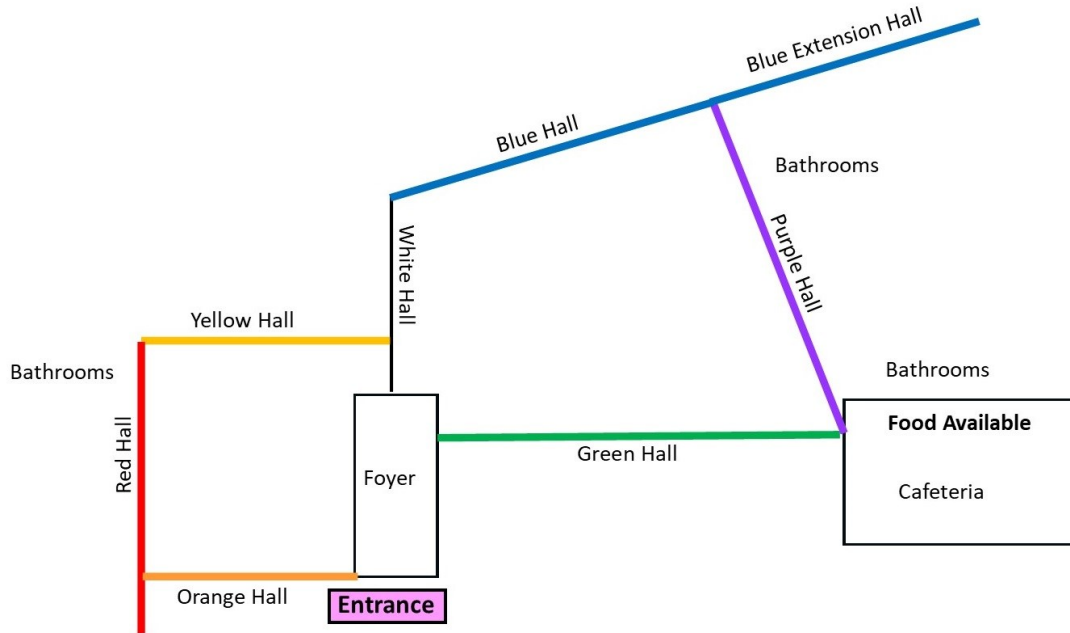 Blue Extension Hall
Blue Hall
Bathrooms
White Hall
Purple Hall
Yellow Hall
Bathrooms
Bathrooms
Red Hall
Food Available
Green Hall
Foyer
Cafeteria
Orange Hall
Entrance